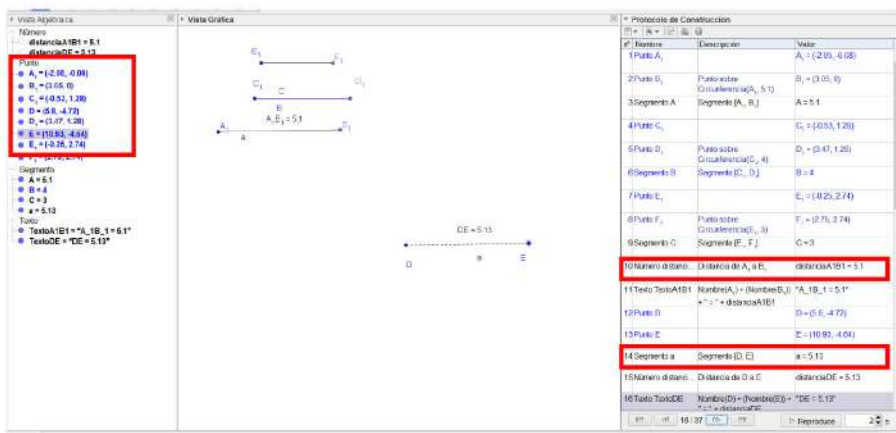 Vista Algebraica
Número
distanciaA1B1 = 5.1
distanciaDE = 5.13
Punto
A₁ = (-2.05, -0.08)
B₁ = (3.05, 0)
C₁ = (-0.53, 1.28)
D = (5.8, -4.72)
D₁ = (3.47, 1.28)
E = (10.93, -4.64)
E₁ = (-0.25, 2.74)
Segmento
A = 5.1
B = 4
C = 3
a = 5.13
Texto
TextoA1B1 = "A_1B_1 = 5.1"
TextoDE = "DE = 5.13"
Vista Gráfica
E₁ F₁
C₁ C D₁
B
A₁B₁ = 5.1
A₁ B₁
A
DE = 5.13
D a E
Protocolo de Construcción
Nº Nombre Descripción Valor
1 Punto A₁ A₁ = (-2.05, -0.08)
2 Punto B₁ Punto sobre Circunferencia[A₁, 5.1) B₁ = (3.05, 0)
3 Segmento A Segmento [A₁, B₁] A = 5.1
4 Punto C₁ C₁ = (-0.53, 1.28)
5 Punto D₁ Punto sobre Circunferencia[C₁, 4) D₁ = (3.47, 1.28)
6 Segmento B Segmento [C₁, D₁] B = 4
7 Punto E₁ E₁ = (-0.25, 2.74)
8 Punto F₁ Punto sobre Circunferencia[E₁, 3) F₁ = (2.75, 2.74)
9 Segmento C Segmento [E₁, F₁] C = 3
10 Número distanc... Distancia de A₁ a B₁ distanciaA1B1 = 5.1
11 Texto TextoA1B1 Nombre(A₁) + (Nombre(B₁)) + " = " + distanciaA1B1 "A_1B_1 = 5.1"
12 Punto D D = (5.8, -4.72)
13 Punto E E = (10.93, -4.64)
14 Segmento a Segmento [D, E] a = 5.13
15 Número distanc... Distancia de D a E distanciaDE = 5.13
16 Texto TextoDE Nombre(D) + (Nombre(E)) + " = " + distanciaDE "DE = 5.13"
16 / 37 Reproduce 2 s